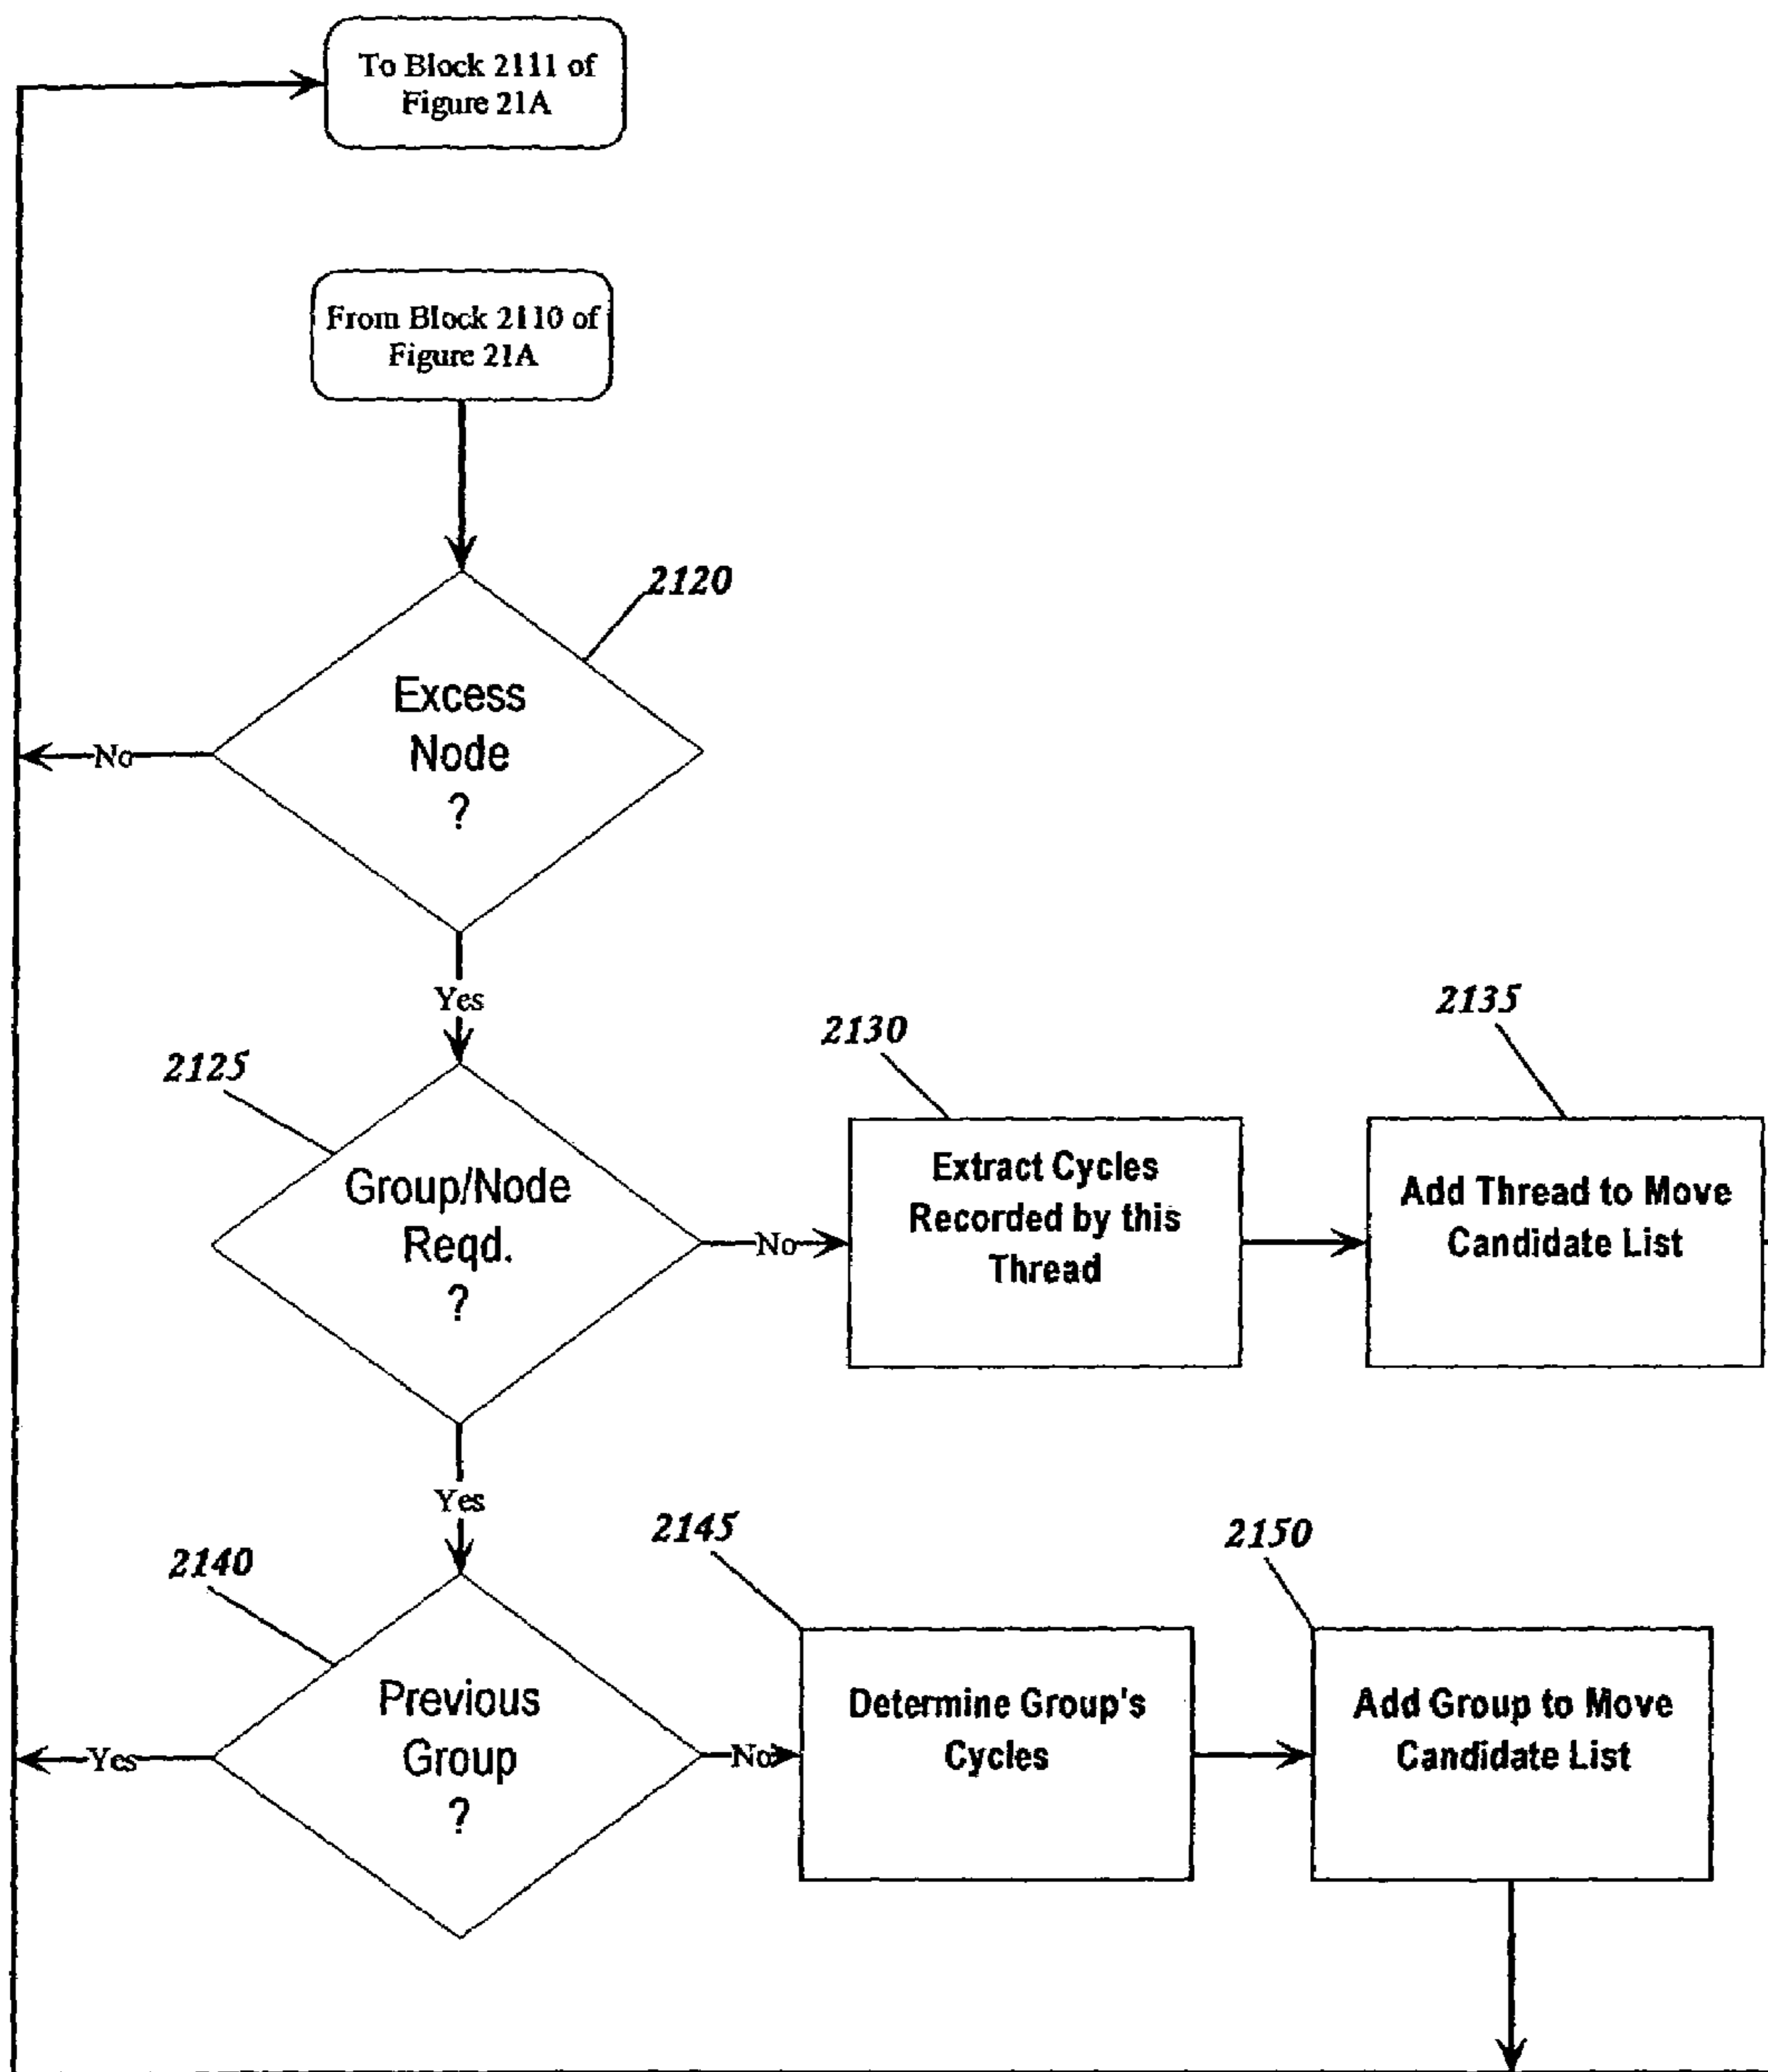 To Block 2111 of
Figure 21A
From Block 2110 of
Figure 21A
2120
Excess
Node
?
No
Yes
2125
Group/Node
Reqd.
?
No
2130
Extract Cycles
Recorded by this
Thread
2135
Add Thread to Move
Candidate List
Yes
2140
Previous
Group
?
Yes
No
2145
Determine Group's
Cycles
2150
Add Group to Move
Candidate List